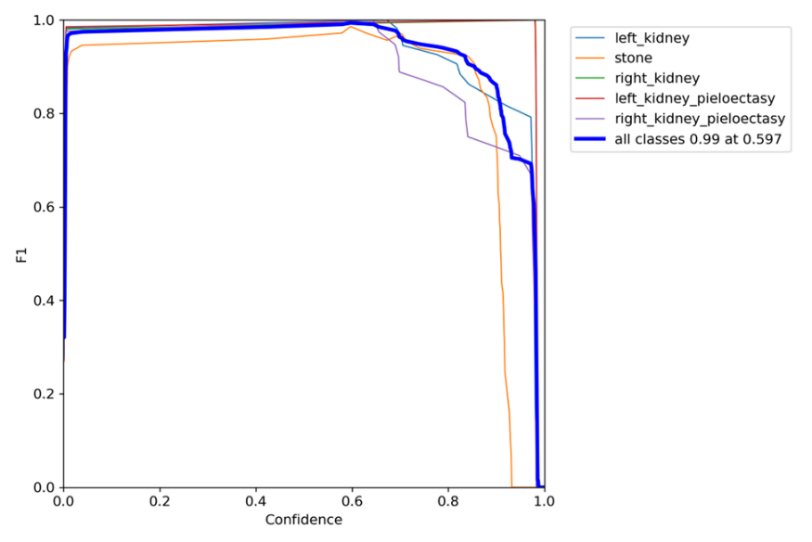 1.0
0.8
0.6
0.4
0.2
0.0
F1
0.0 0.2 0.4 0.6 0.8 1.0
Confidence
left_kidney
stone
right_kidney
left_kidney_pieloectasy
right_kidney_pieloectasy
all classes 0.99 at 0.597